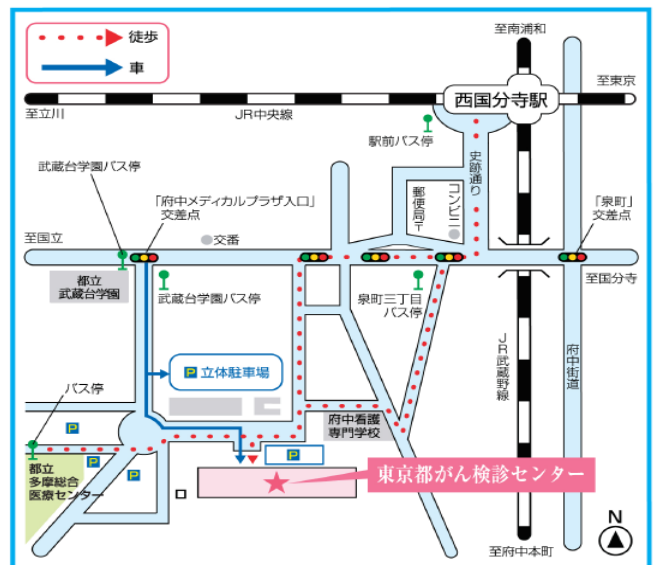 徒歩
車
至南浦和
至東京
西国分寺駅
至立川
JR中央線
駅前バス停
史跡通り
武蔵台学園バス停
「府中メディカルプラザ入口」
交差点
郵便局〒
コンビニ
「泉町」
交差点
至国立
交番
都立
武蔵台学園
武蔵台学園バス停
泉町三丁目
バス停
至国分寺
JR武蔵野線
府中街道
P 立体駐車場
バス停
P
府中看護
専門学校
P
P
P
都立
多摩総合
医療センター
東京都がん検診センター
N
至府中本町